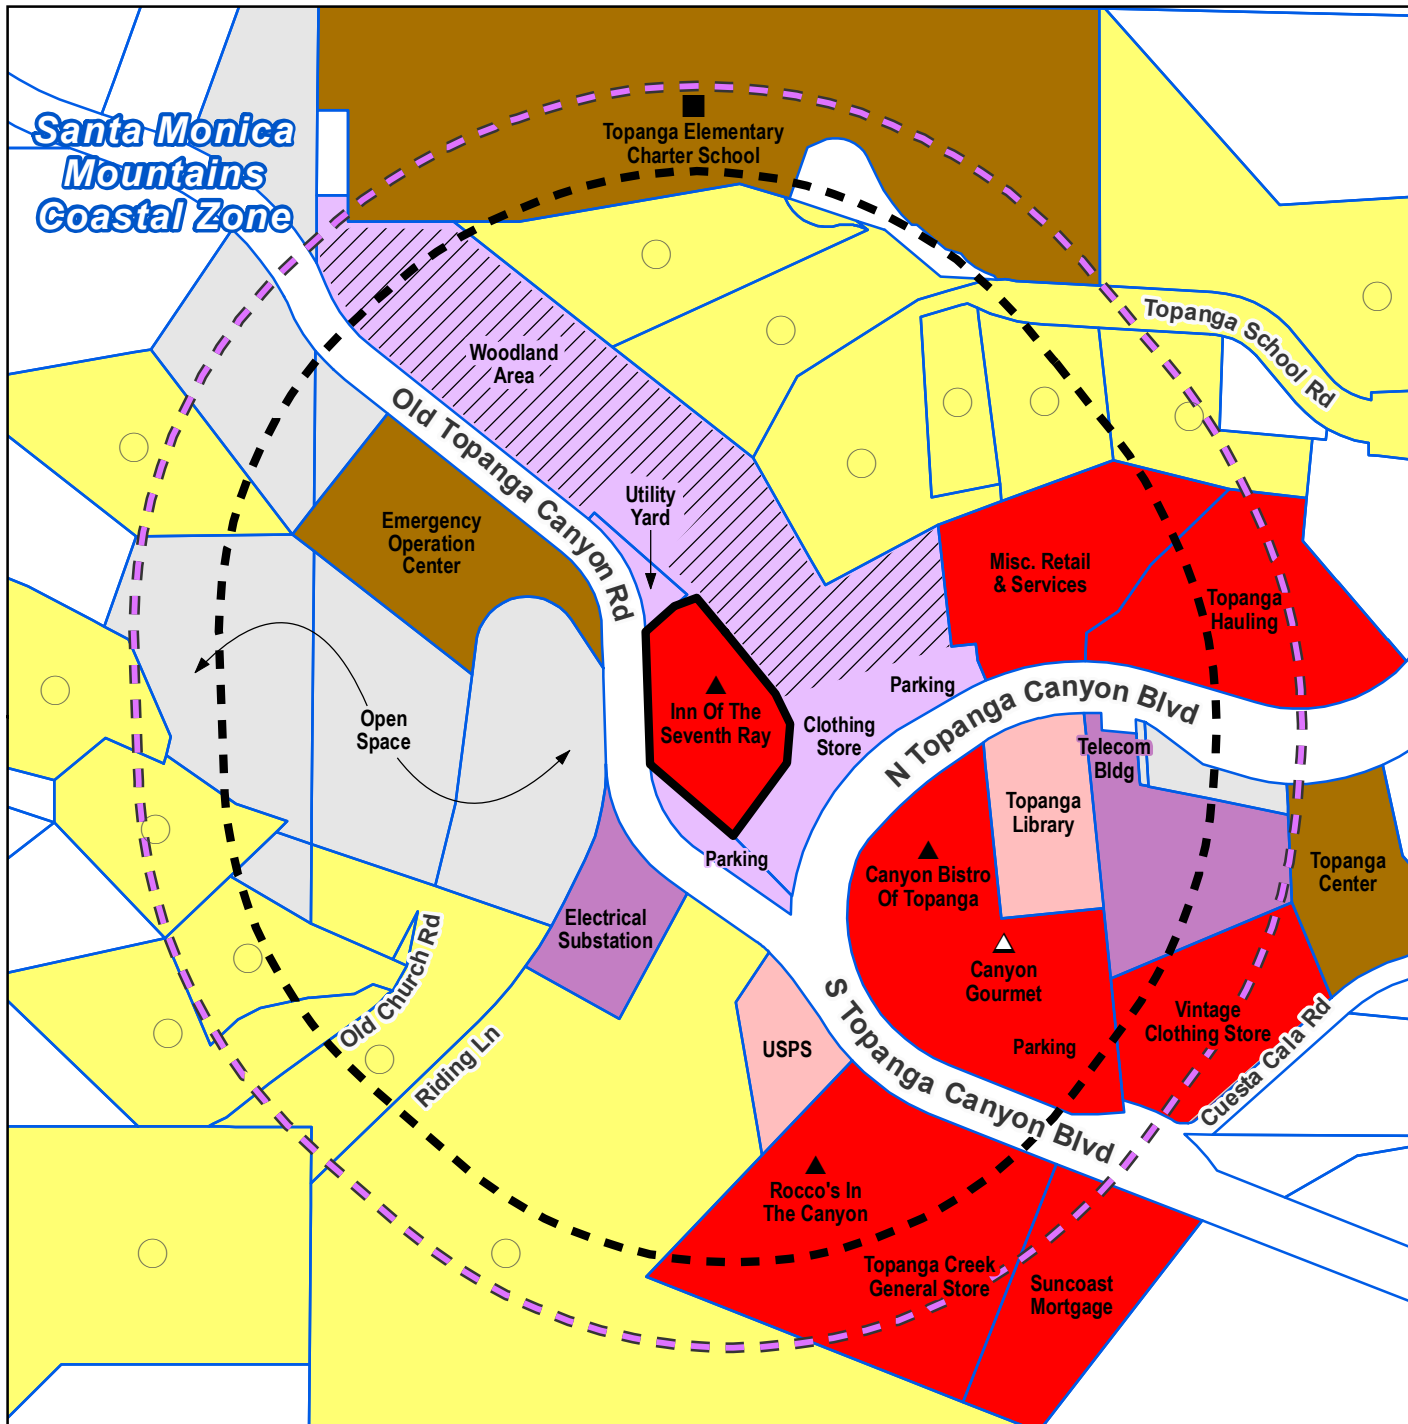 Santa Monica
Mountains
Coastal Zone
Topanga Elementary
Charter School
Topanga School Rd
Woodland
Area
Old Topanga Canyon Rd
Utility
Yard
Emergency
Operation
Center
Misc. Retail
& Services
Topanga
Hauling
Open
Space
Inn Of The
Seventh Ray
Parking
Clothing
Store
N Topanga Canyon Blvd
Telecom
Bldg
Topanga
Library
Parking
Canyon Bistro
Of Topanga
Topanga
Center
Electrical
Substation
Old Church Rd
Canyon
Gourmet
Vintage
Clothing Store
Parking
USPS
Riding Ln
S Topanga Canyon Blvd
Cuesta Cala Rd
Rocco's In
The Canyon
Topanga Creek
General Store
Suncoast
Mortgage